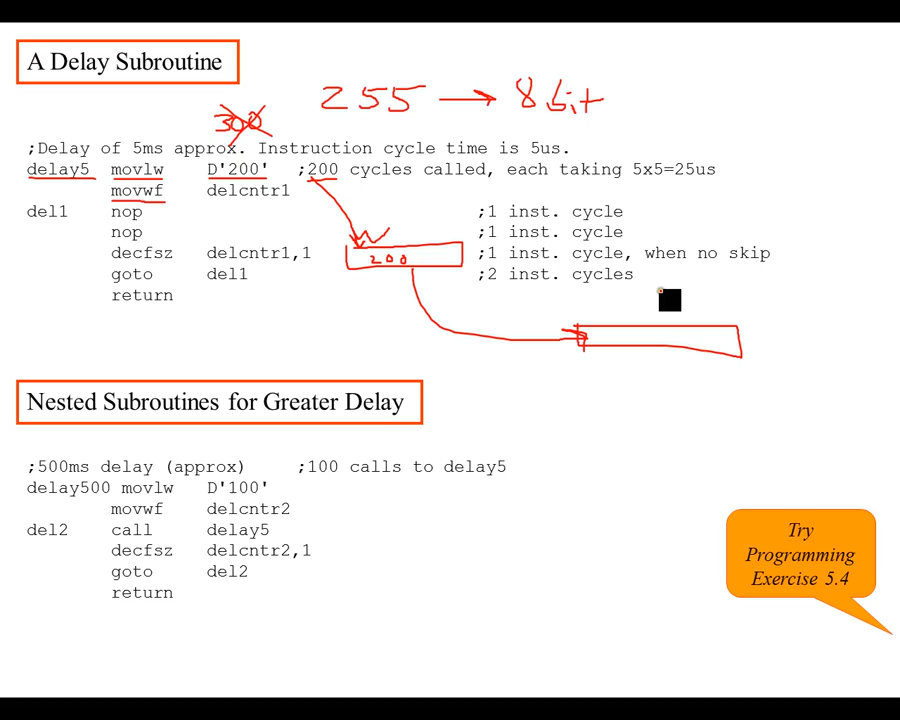 A Delay Subroutine
255 → 8 bit
300
;Delay of 5ms approx. Instruction cycle time is 5us.
delay5 movlw D'200' ;200 cycles called, each taking 5x5=25us
movwf delcntr1
del1 nop ;1 inst. cycle
nop ;1 inst. cycle
W
decfsz delcntr1,1 ;1 inst. cycle, when no skip
200
goto del1 ;2 inst. cycles
return
Nested Subroutines for Greater Delay
;500ms delay (approx) ;100 calls to delay5
delay500 movlw D'100'
movwf delcntr2
del2 call delay5
decfsz delcntr2,1
goto del2
return
Try
Programming
Exercise 5.4